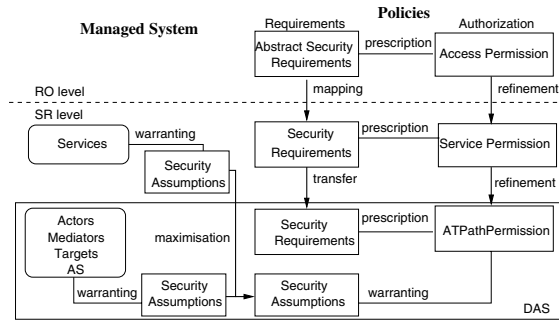 Policies
Managed System
Requirements
Authorization
Abstract Security
Requirements
prescription
Access Permission
RO level
mapping
refinement
SR level
Services
warranting
Security
Assumptions
Security
Requirements
prescription
Service Permission
transfer
refinement
Actors
Mediators
Targets
AS
maximisation
Security
Requirements
prescription
ATPathPermission
warranting
Security
Assumptions
Security
Assumptions
warranting
DAS